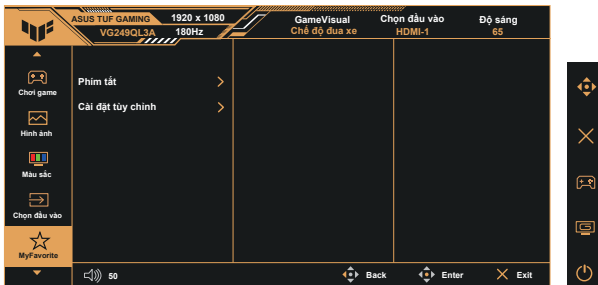 ASUS TUF GAMING
VG249QL3A
1920 x 1080
180Hz
GameVisual
Chế độ đua xe
Chọn đầu vào
HDMI-1
Độ sáng
65
Chơi game
Hình ảnh
Màu sắc
Chọn đầu vào
MyFavorite
Phím tắt
Cài đặt tùy chỉnh
50
Back
Enter
Exit